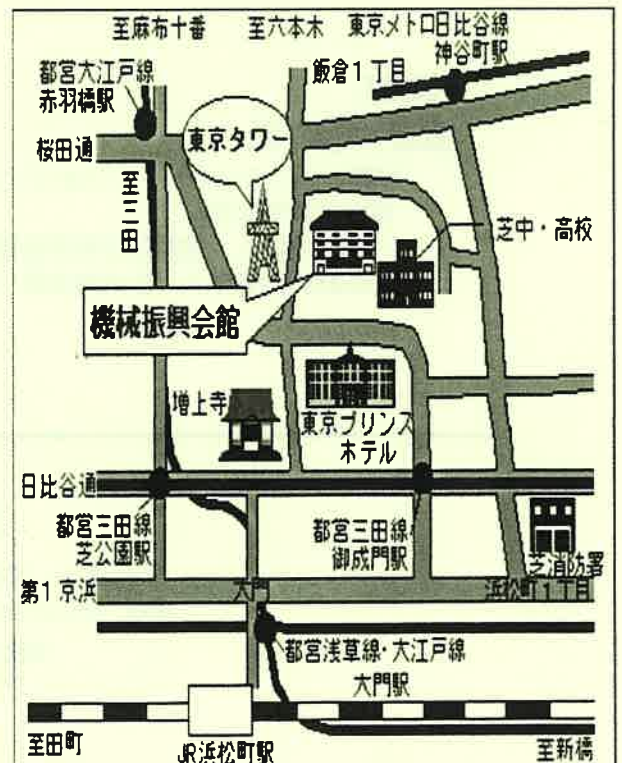 至麻布十番
至六本木
東京メトロ日比谷線
神谷町駅
都営大江戸線
赤羽橋駅
飯倉1丁目
桜田通
東京タワー
至三田
芝中・高校
機械振興会館
増上寺
東京プリンス
ホテル
日比谷通
都営三田線
芝公園駅
都営三田線
御成門駅
芝消防署
第1京浜
大門
浜松町1丁目
都営浅草線・大江戸線
大門駅
至田町
JR浜松町駅
至新橋